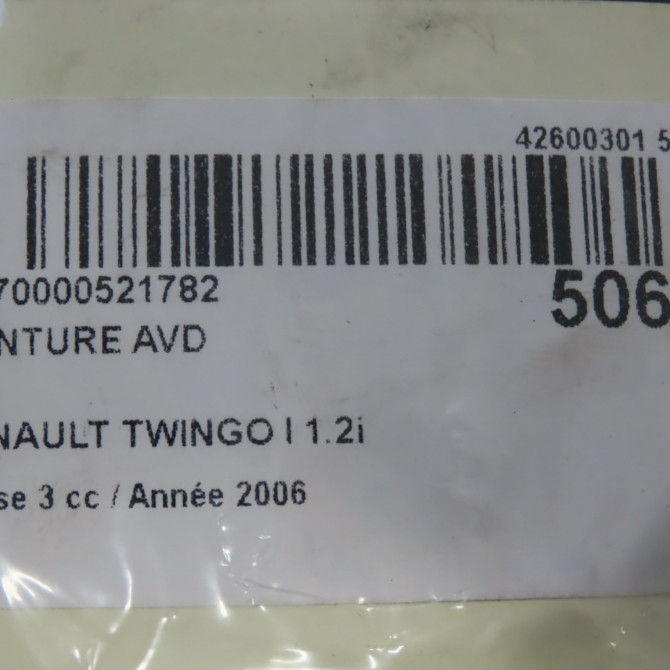 42600301 5
70000521782
506
NTURE AVD
NAULT TWINGO I 1.2i
se 3 cc / Année 2006